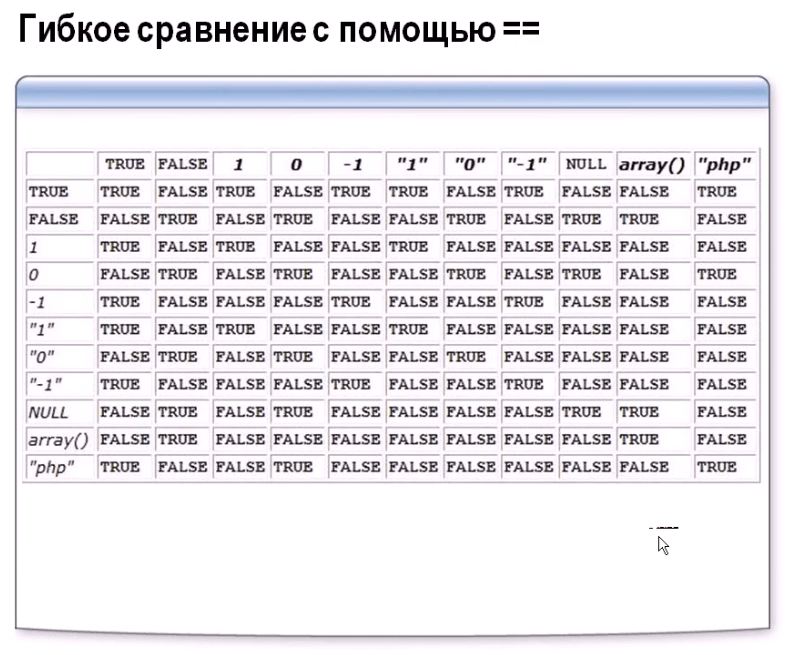 Гибкое сравнение с помощью ==
TRUE FALSE 1 0 -1 "1" "0" "-1" NULL array() "php"
TRUE TRUE FALSE TRUE FALSE TRUE TRUE FALSE TRUE FALSE FALSE TRUE
FALSE FALSE TRUE FALSE TRUE FALSE FALSE TRUE FALSE TRUE TRUE FALSE
1 TRUE FALSE TRUE FALSE FALSE TRUE FALSE FALSE FALSE FALSE FALSE
0 FALSE TRUE FALSE TRUE FALSE FALSE TRUE FALSE TRUE FALSE TRUE
-1 TRUE FALSE FALSE FALSE TRUE FALSE FALSE TRUE FALSE FALSE FALSE
"1" TRUE FALSE TRUE FALSE FALSE TRUE FALSE FALSE FALSE FALSE FALSE
"0" FALSE TRUE FALSE TRUE FALSE FALSE TRUE FALSE FALSE FALSE FALSE
"-1" TRUE FALSE FALSE FALSE TRUE FALSE FALSE TRUE FALSE FALSE FALSE
NULL FALSE TRUE FALSE TRUE FALSE FALSE FALSE FALSE TRUE TRUE FALSE
array() FALSE TRUE FALSE FALSE FALSE FALSE FALSE FALSE TRUE TRUE FALSE
"php" TRUE FALSE FALSE TRUE FALSE FALSE FALSE FALSE FALSE FALSE TRUE